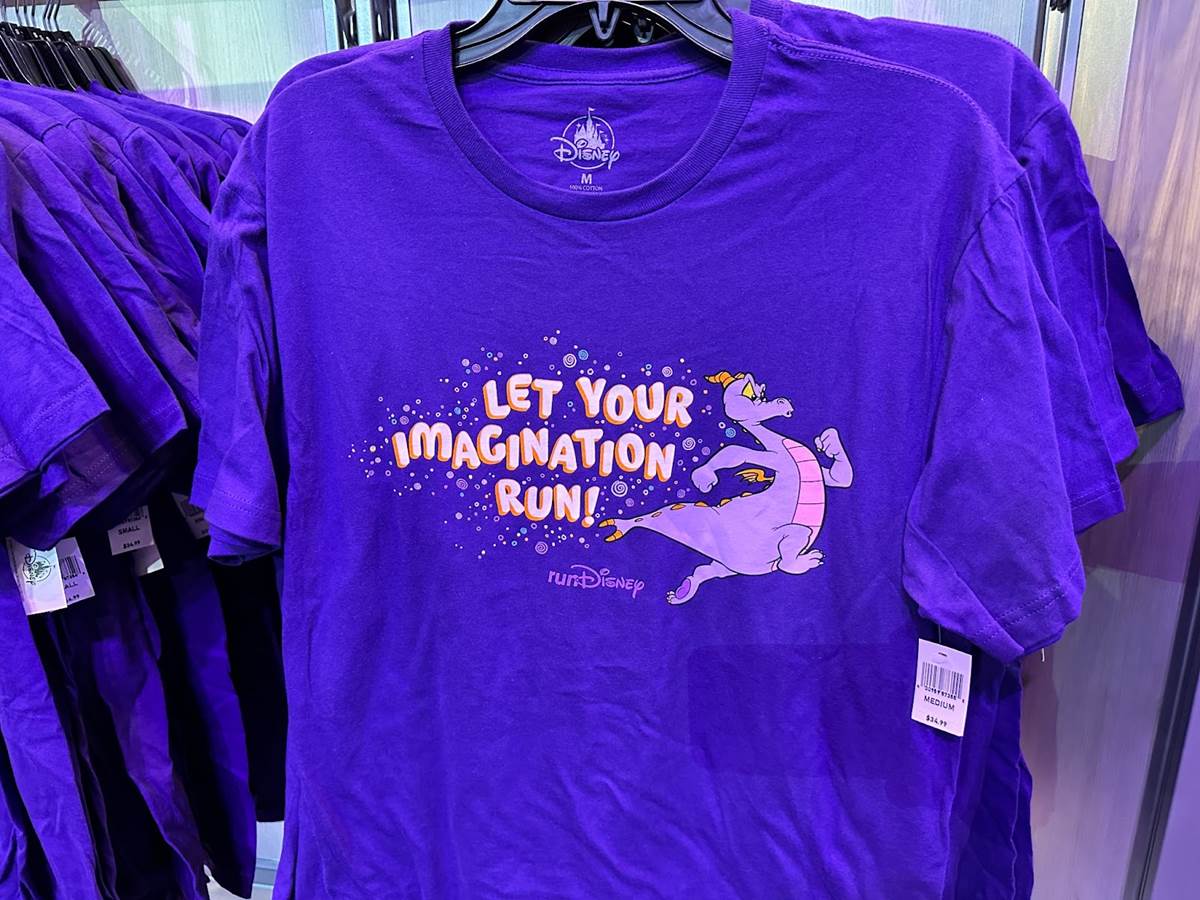 Disney
M
100% COTTON
LET YOUR
IMAGINATION
RUN!
runDisney
SMALL
$34.99
MEDIUM
$34.99